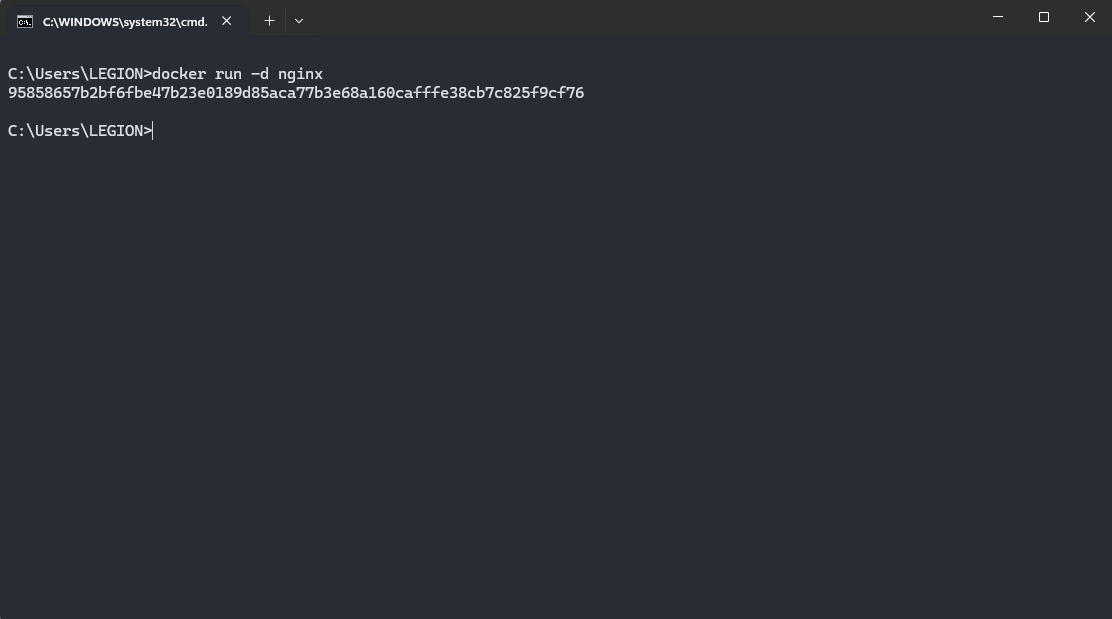 C:\WINDOWS\system32\cmd.
C:\Users\LEGION>docker run -d nginx
95858657b2bf6fbe47b23e0189d85aca77b3e68a160cafffe38cb7c825f9cf76
C:\Users\LEGION>